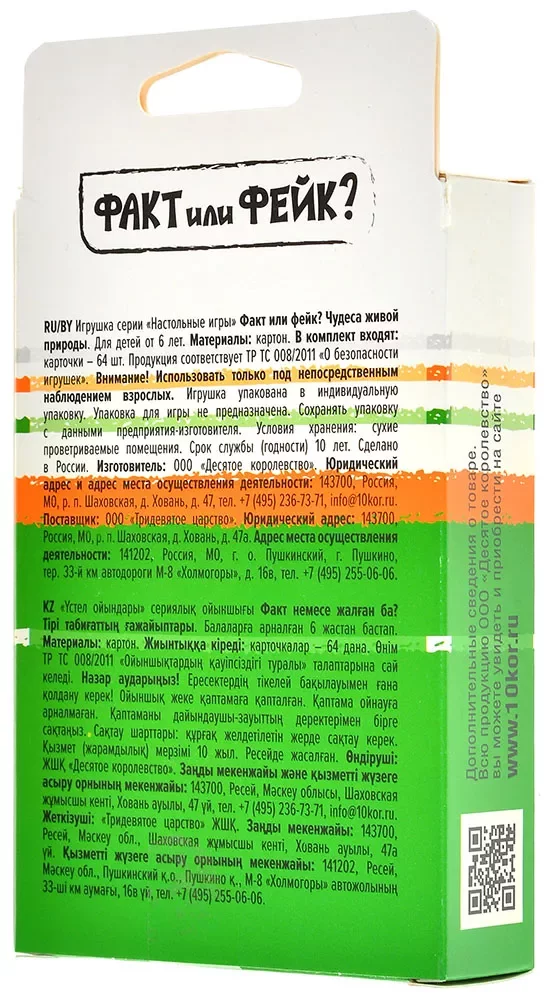 ФАКТ или ФЕЙК?
RU/BY Игрушка серии «Настольные игры» Факт или фейк? Чудеса живой
природы. Для детей от 6 лет. Материалы: картон. В комплект входят:
карточки – 64 шт. Продукция соответствует ТР ТС 008/2011 «О безопасности
игрушек». Внимание! Использовать только под непосредственным
наблюдением взрослых. Игрушка упакована в индивидуальную
упаковку. Упаковка для игры не предназначена. Сохранять упаковку
с данными предприятия-изготовителя. Условия хранения: сухие
проветриваемые помещения. Срок службы (годности) 10 лет. Сделано
в России. Изготовитель: ООО «Десятое королевство». Юридический
адрес и адрес места осуществления деятельности: 143700, Россия,
МО, р. п. Шаховская, д. Ховань, д. 47, тел. +7 (495) 236-73-71, info@10kor.ru.
Поставщик: ООО «Тридевятое царство». Юридический адрес: 143700,
Россия, МО, р. п. Шаховская, д. Ховань, д. 47а. Адрес места осуществления
деятельности: 141202, Россия, МО, г. о. Пушкинский, г. Пушкино,
тер. 33-й км автодороги М-8 «Холмогоры», д. 16в, тел. +7 (495) 255-06-06.
KZ «Үстел ойындары» сериялық ойыншығы Факт немесе жалған ба?
Тірі табиғаттың ғажайыптары. Балаларға арналған 6 жастан бастап.
Материалы: картон. Жиынтыққа кіреді: карточкалар – 64 дана. Өнім
ТР ТС 008/2011 «Ойыншықтардың қауіпсіздігі туралы» талаптарына сай
келеді. Назар аударыңыз! Ересектердің тікелей бақылауымен ғана
қолдану керек! Ойыншық жеке қаптамаға қапталған. Қаптама ойнауға
арналмаған. Қаптаманы дайындаушы-зауыттың деректерімен бірге
сақтаңыз. Сақтау шарттары: құрғақ желдетілетін жерде сақтау керек.
Қызмет (жарамдылық) мерзімі 10 жыл. Ресейде жасалған. Өндіруші:
ЖШҚ «Десятое королевство». Заңды мекенжайы және қызметті жүзеге
асыру орнының мекенжайы: 143700, Ресей, Мәскеу облысы, Шаховская
жұмысшы кенті, Ховань ауылы, 47 үй, тел. +7 (495) 236-73-71, info@10kor.ru.
Жеткізуші: «Тридевятое царство» ЖШҚ. Заңды мекенжайы: 143700,
Ресей, Мәскеу обл., Шаховская жұмысшы кенті, Ховань ауылы, 47а
үй. Қызметті жүзеге асыру орнының мекенжайы: 141202, Ресей,
Мәскеу обл., Пушкинский қ.о., Пушкино қ., М-8 «Холмогоры» автожолының
33-ші км аумағы, 16в үй, тел. +7 (495) 255-06-06.
Дополнительные сведения о товаре.
Всю продукцию ООО «Десятое королевство»
вы можете увидеть и приобрести на сайте
www.10kor.ru